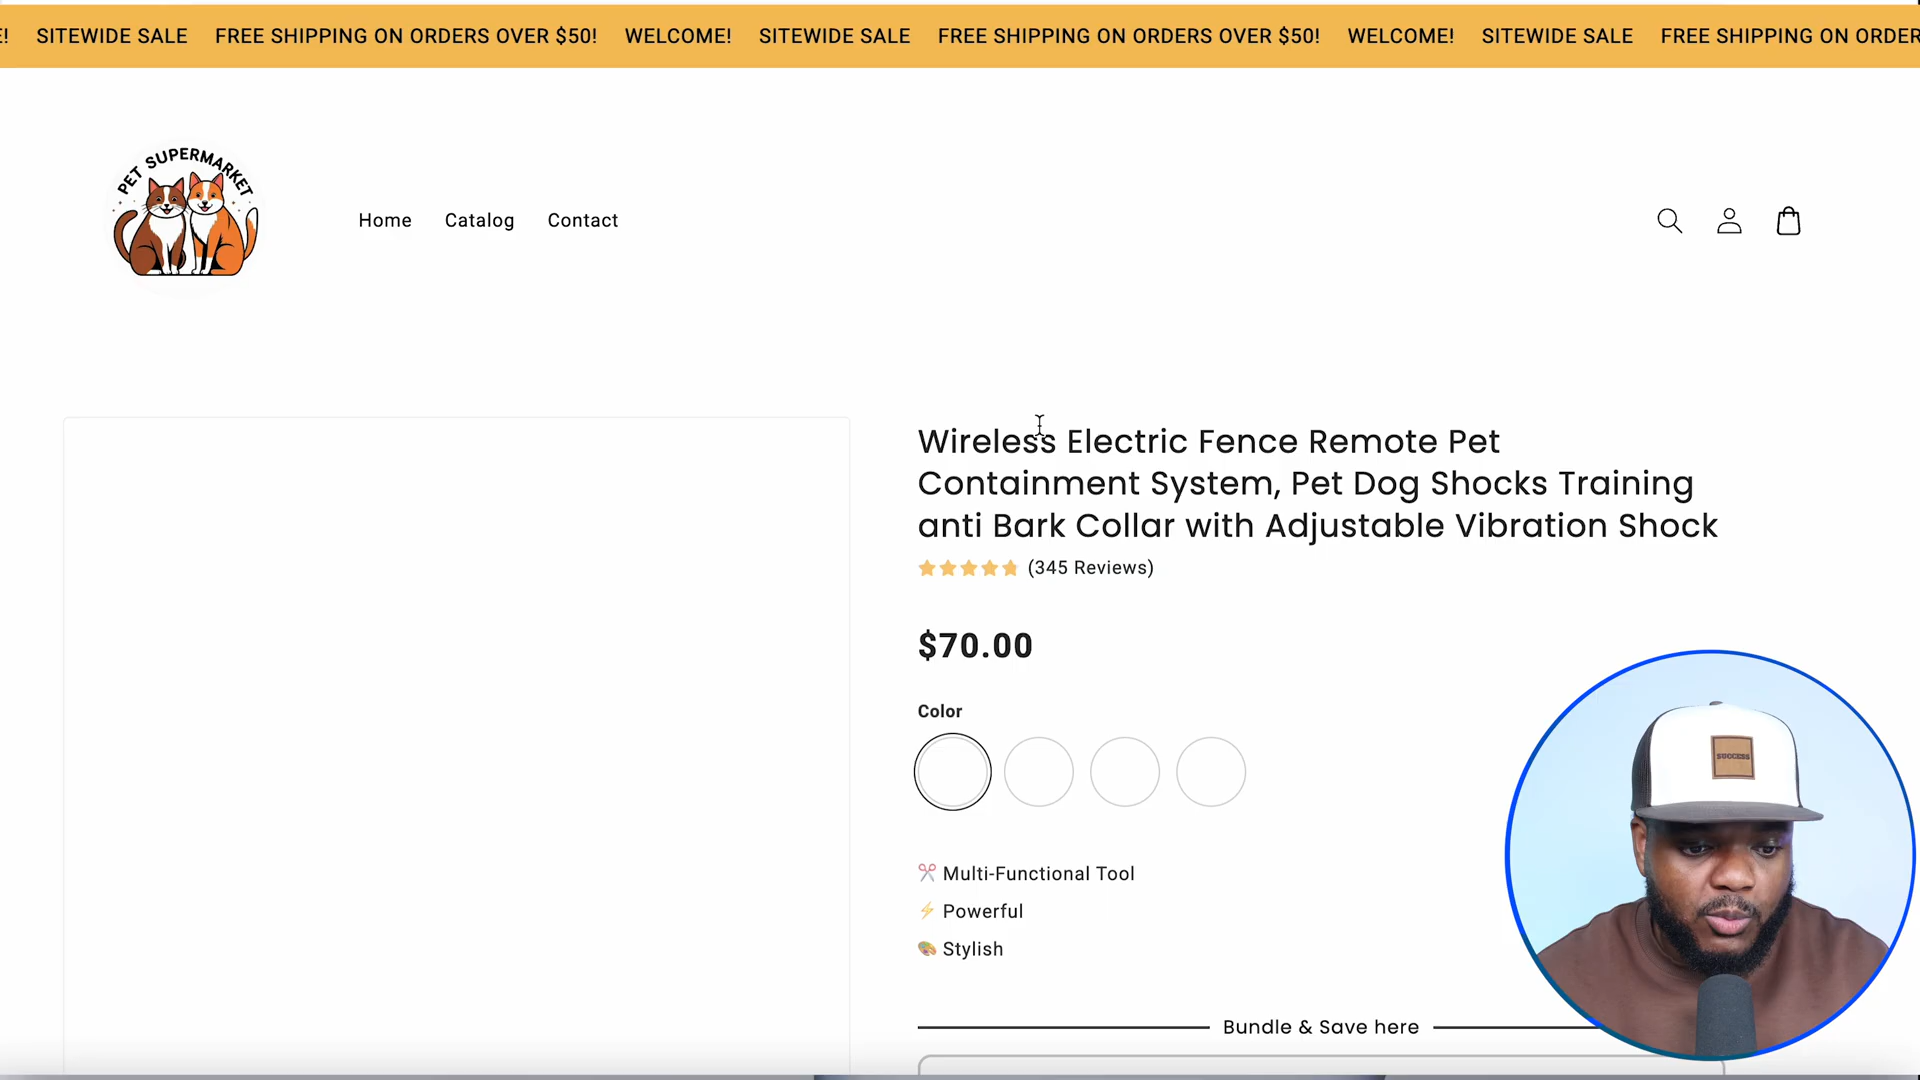 E! SITEWIDE SALE FREE SHIPPING ON ORDERS OVER $50! WELCOME! SITEWIDE SALE FREE SHIPPING ON ORDERS OVER $50! WELCOME! SITEWIDE SALE FREE SHIPPING ON ORDER
PET SUPERMARKET
Home Catalog Contact
Wireless Electric Fence Remote Pet
Containment System, Pet Dog Shocks Training
anti Bark Collar with Adjustable Vibration Shock
(345 Reviews)
$70.00
Color
Multi-Functional Tool
Powerful
Stylish
Bundle & Save here
SUCCESS